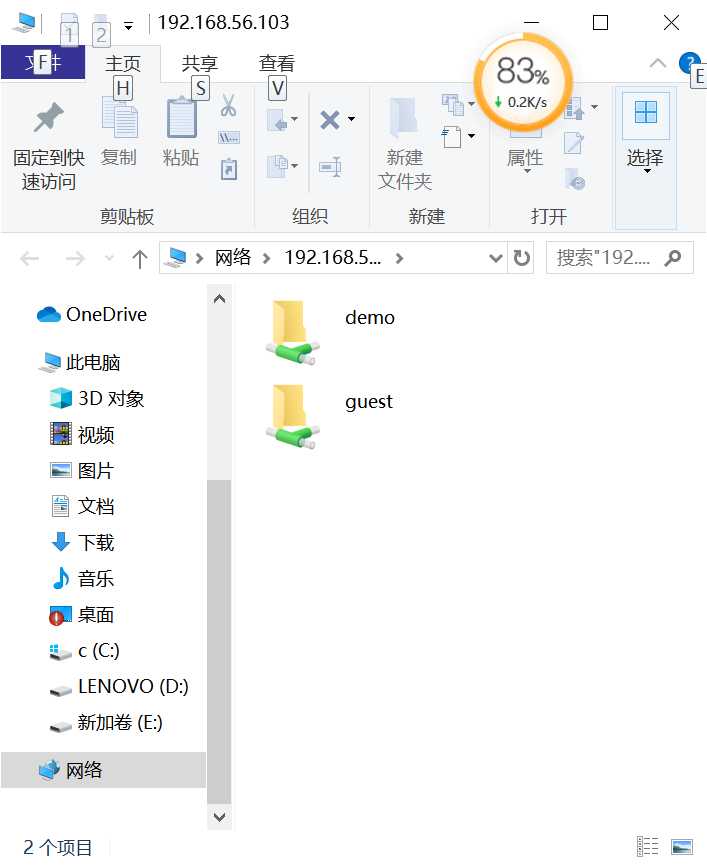 192.168.56.103
1
2
文件
F
主页
共享
查看
H
S
V
E
?
83%
0.2K/s
固定到快
速访问
复制
粘贴
W...
新建
文件夹
属性
选择
剪贴板
组织
新建
打开
网络
192.168.5...
搜索"192....
OneDrive
此电脑
3D 对象
视频
图片
文档
下载
音乐
桌面
c (C:)
LENOVO (D:)
新加卷 (E:)
网络
demo
guest
2 个项目